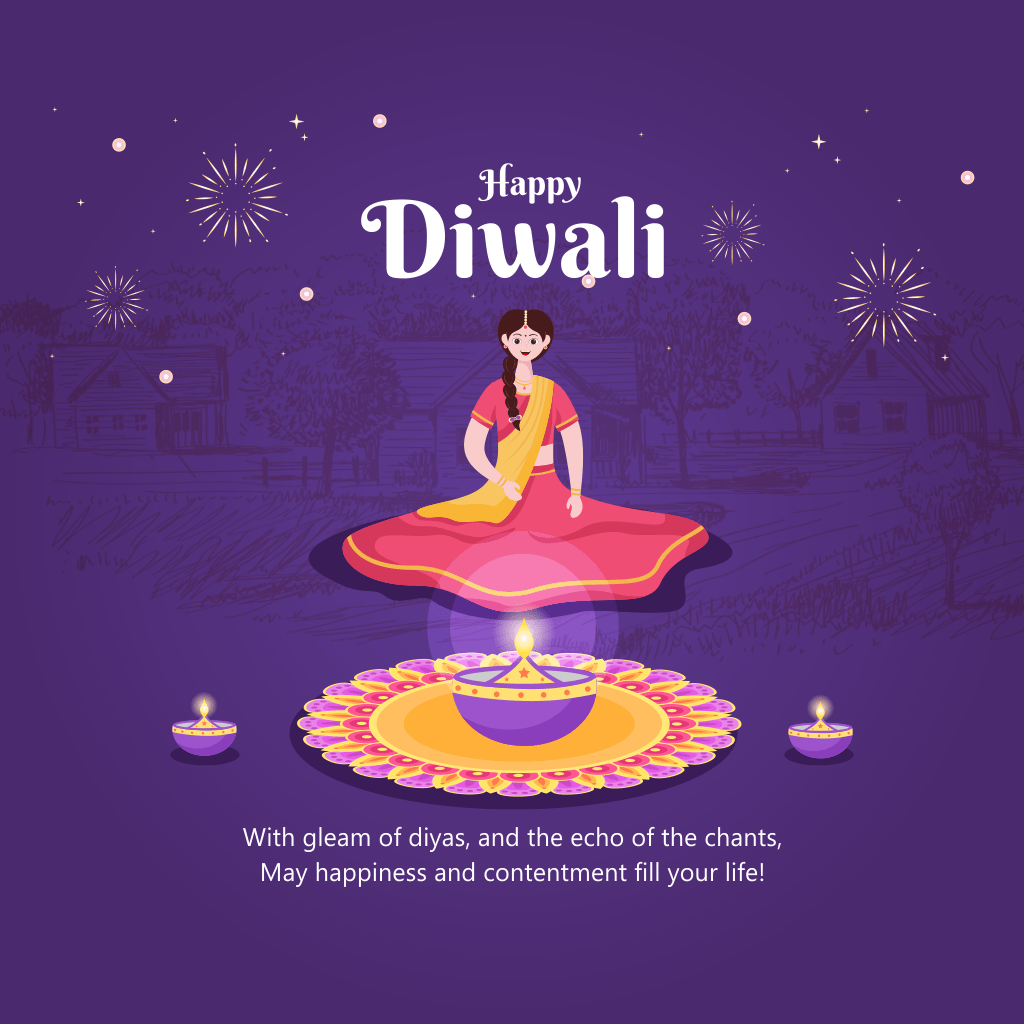 Happy
Diwali
With gleam of diyas, and the echo of the chants,
May happiness and contentment fill your life!